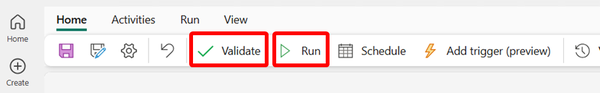 Home Activities Run View
Home
Validate Run Schedule Add trigger (preview)
Create